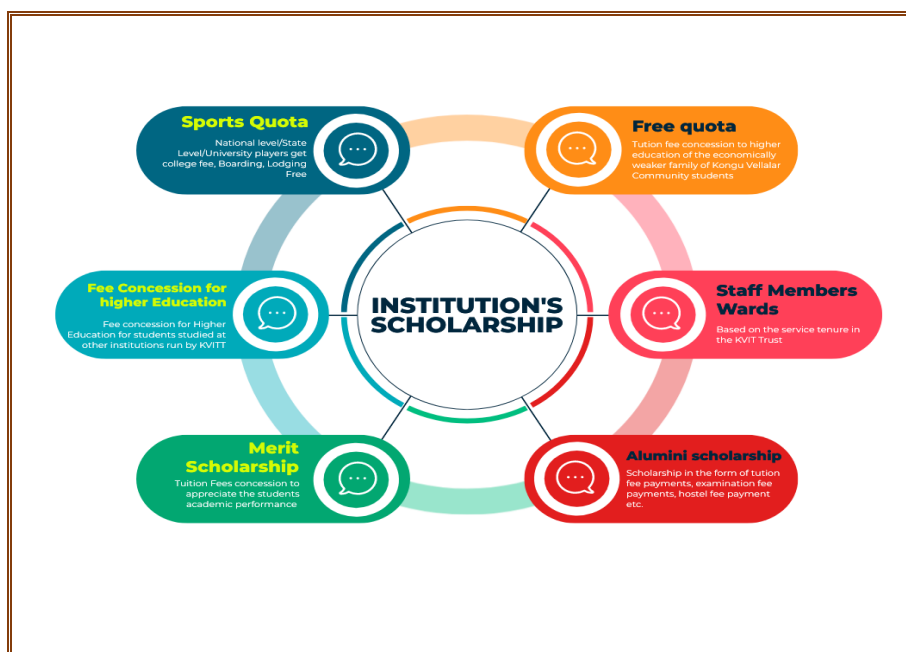 Sports Quota
National level/State
Level/University players get
college fee, Boarding, Lodging
Free
Free quota
Tution fee concession to higher
education of the economically
weaker family of Kongu Vellalar
Community students
Fee Concession for
higher Education
Fee concession for Higher
Education for students studied at
other institutions run by KVITT
INSTITUTION'S
SCHOLARSHIP
Staff Members
Wards
Based on the service tenure in
the KVIT Trust
Merit
Scholarship
Tuition Fees concession to
appreciate the students
academic performance
Alumini scholarship
Scholarship in the form of tution
fee payments, examination fee
payments, hostel fee payment
etc.